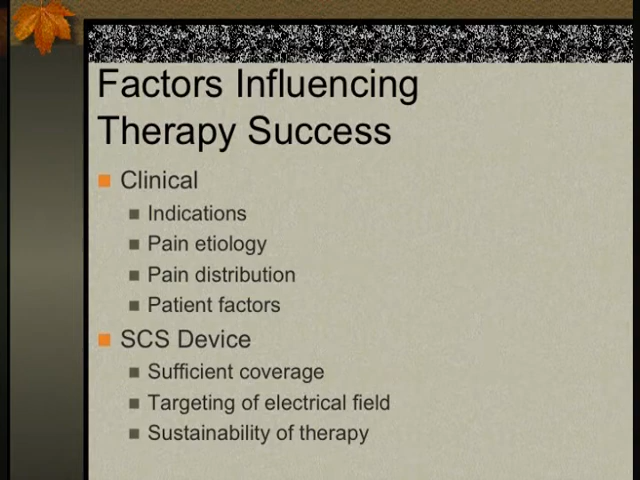 Factors Influencing
Therapy Success
Clinical
Indications
Pain etiology
Pain distribution
Patient factors
SCS Device
Sufficient coverage
Targeting of electrical field
Sustainability of therapy